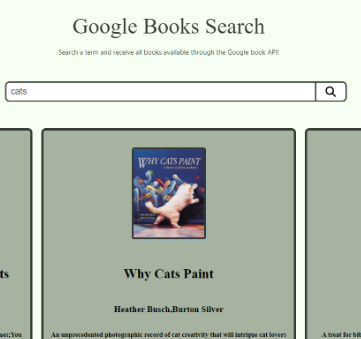 Google Books Search
Search a term and receive all books available through the Google book API!
cats
WHY CATS PAINT
ts
Why Cats Paint
Heather Busch,Burton Silver
An unprecedented photographic record of cat creativity that will intrigue cat lovers
A treat for bi